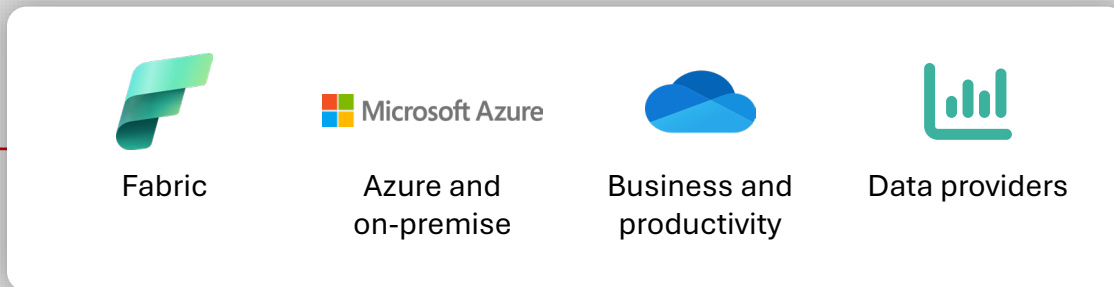 Microsoft Azure
Fabric
Azure and
on-premise
Business and
productivity
Data providers